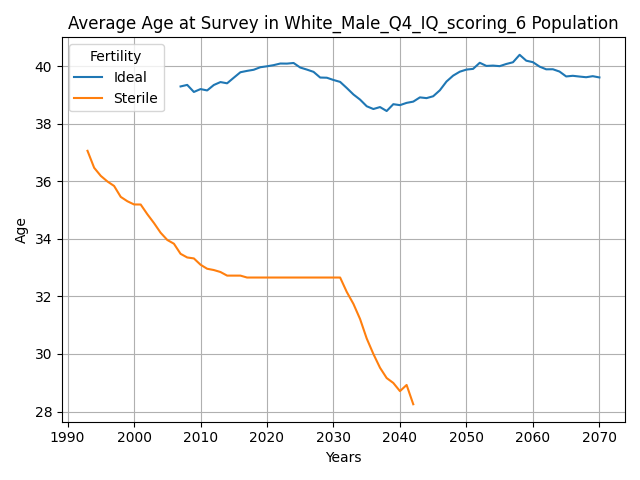 Average Age at Survey in White_Male_Q4_IQ_scoring_6 Population
Fertility
Ideal
Sterile
Age
40
38
36
34
32
30
28
1990 2000 2010 2020 2030 2040 2050 2060 2070
Years